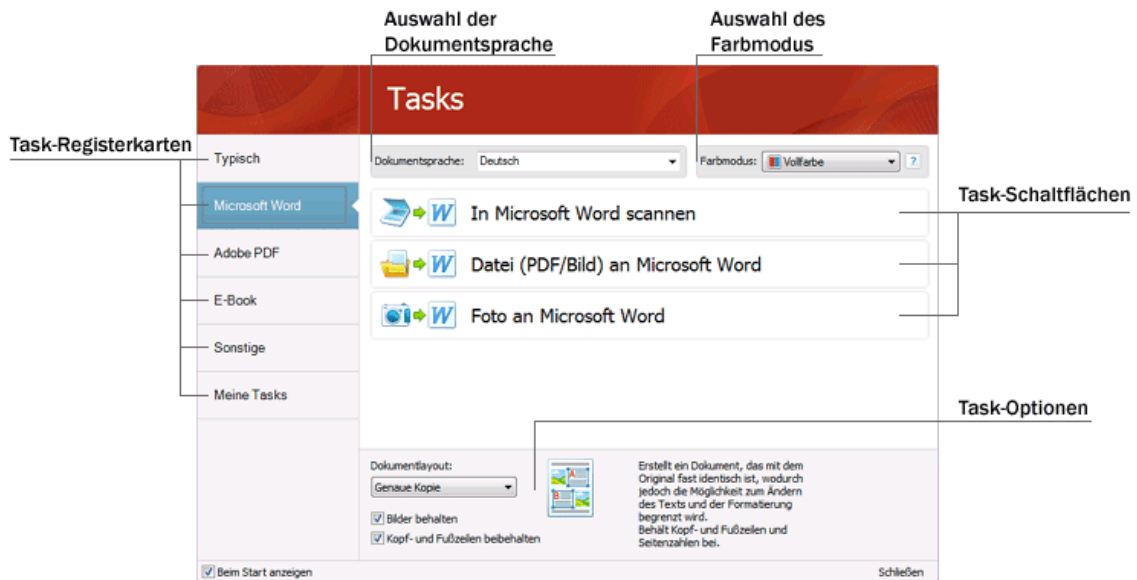 Auswahl der
Dokumentsprache
Auswahl des
Farbmodus
Tasks
Task-Registerkarten
Typisch
Dokumentsprache: Deutsch
Farbmodus: Vollfarbe ?
Microsoft Word
In Microsoft Word scannen
Task-Schaltflächen
Adobe PDF
Datei (PDF/Bild) an Microsoft Word
E-Book
Foto an Microsoft Word
Sonstige
Meine Tasks
Task-Optionen
Dokumentlayout:
Genaue Kopie
Bilder behalten
Kopf- und Fußzeilen beibehalten
Erstellt ein Dokument, das mit dem
Original fast identisch ist, wodurch
jedoch die Möglichkeit zum Ändern
des Texts und der Formatierung
begrenzt wird.
Behält Kopf- und Fußzeilen und
Seitenzahlen bei.
Beim Start anzeigen
Schließen
W
W
W
A
B